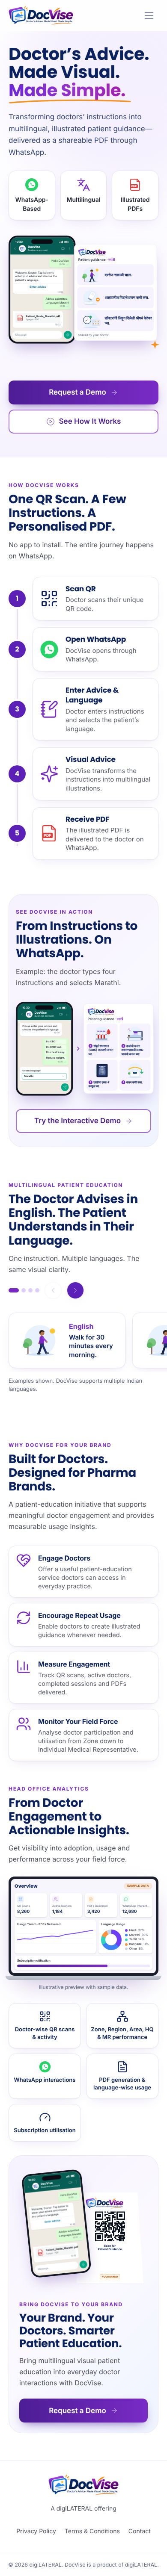 DocVise
Doctor's Advice.
Made Visual.
Made Simple.
Transforming doctors' instructions into
multilingual, illustrated patient guidance—
delivered as a shareable PDF through
WhatsApp.
WhatsApp-
Based
Multilingual
Illustrated
PDFs
DocVise
Request a Demo
See How It Works
HOW DOCVISE WORKS
One QR Scan. A Few
Instructions. A
Personalised PDF.
No app to install. The entire journey happens
on WhatsApp.
1
Scan QR
Doctor scans their unique
QR code.
2
Open WhatsApp
DocVise opens through
WhatsApp.
3
Enter Advice &
Language
Doctor enters instructions
and selects the patient's
language.
4
Visual Advice
DocVise transforms the
instructions into multilingual
illustrations.
5
Receive PDF
The illustrated PDF is
delivered to the doctor on
WhatsApp.
SEE DOCVISE IN ACTION
From Instructions to
Illustrations. On
WhatsApp.
Example: the doctor types four
instructions and selects Marathi.
DocVise
Try the Interactive Demo
MULTILINGUAL PATIENT EDUCATION
The Doctor Advises in
English. The Patient
Understands in Their
Language.
One instruction. Multiple languages. The
same visual clarity.
English
Walk for 30
minutes every
morning.
Examples shown. DocVise supports multiple Indian
languages.
WHY DOCVISE FOR YOUR BRAND
Built for Doctors.
Designed for Pharma
Brands.
A patient-education initiative that supports
meaningful doctor engagement and provides
measurable usage insights.
Engage Doctors
Offer a useful patient-education
service doctors can access in
everyday practice.
Encourage Repeat Usage
Enable doctors to create illustrated
guidance whenever needed.
Measure Engagement
Track QR scans, active doctors,
completed sessions and PDFs
delivered.
Monitor Your Field Force
Analyse doctor participation and
utilisation from Zone down to
individual Medical Representative.
HEAD OFFICE ANALYTICS
From Doctor
Engagement to
Actionable Insights.
Get visibility into adoption, usage and
performance across your field force.
Overview
SAMPLE DATA
Illustrative preview with sample data.
Doctor-wise QR scans
& activity
Zone, Region, Area, HQ
& MR performance
WhatsApp interactions
PDF generation &
language-wise usage
Subscription utilisation
DocVise
BRING DOCVISE TO YOUR BRAND
Your Brand. Your
Doctors. Smarter
Patient Education.
Bring multilingual visual patient
education into everyday doctor
interactions with DocVise.
Request a Demo
DocVise
A digiLATERAL offering
Privacy Policy Terms & Conditions Contact
© 2026 digiLATERAL. DocVise is a product of digiLATERAL.